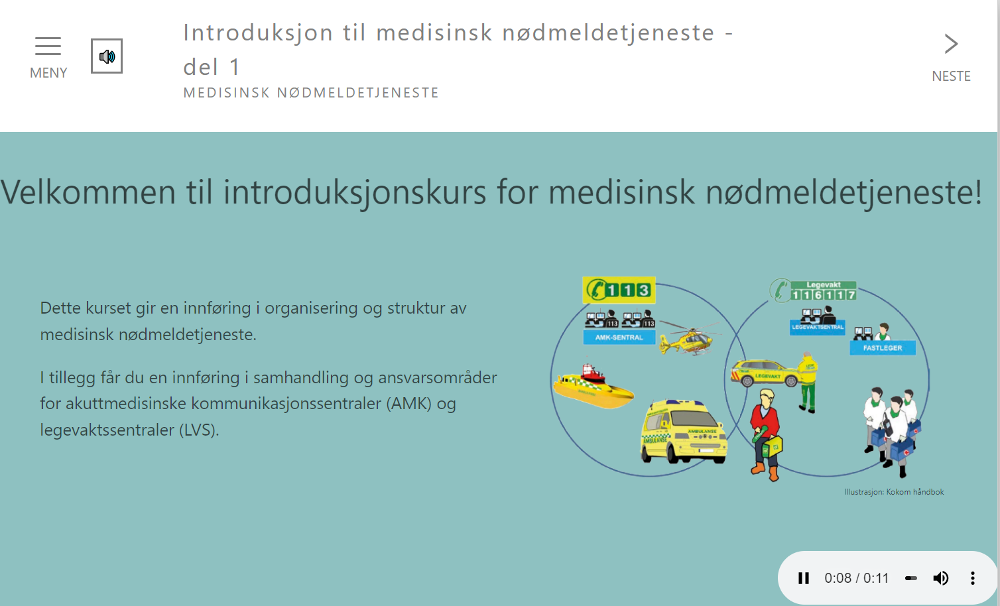 MENY
Introduksjon til medisinsk nødmeldetjeneste -
del 1
MEDISINSK NØDMELDETJENESTE
NESTE
Velkommen til introduksjonskurs for medisinsk nødmeldetjeneste!
Dette kurset gir en innføring i organisering og struktur av
medisinsk nødmeldetjeneste.
I tillegg får du en innføring i samhandling og ansvarsområder
for akuttmedisinske kommunikasjonssentraler (AMK) og
legevaktssentraler (LVS).
113
113 113
AMK-SENTRAL
Legevakt
116117
LEGEVAKTSENTRAL
FASTLEGER
LEGEVAKT
AMBULANSE
AMBULANSE
Illustrasjon: Kokom håndbok
0:08 / 0:11